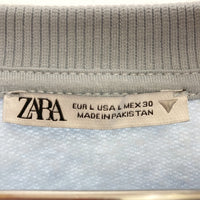 ZARA
EUR L USA L MEX 30
MADE IN PAKISTAN